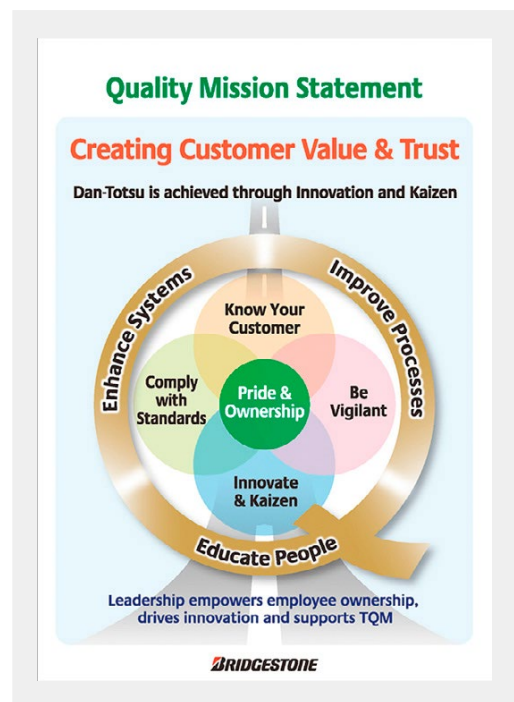 Quality Mission Statement
Creating Customer Value & Trust
Dan-Totsu is achieved through Innovation and Kaizen
Enhance Systems
Improve Processes
Know Your
Customer
Comply
with
Standards
Pride &
Ownership
Be
Vigilant
Innovate
& Kaizen
Educate People
Leadership empowers employee ownership,
drives innovation and supports TQM
BRIDGESTONE